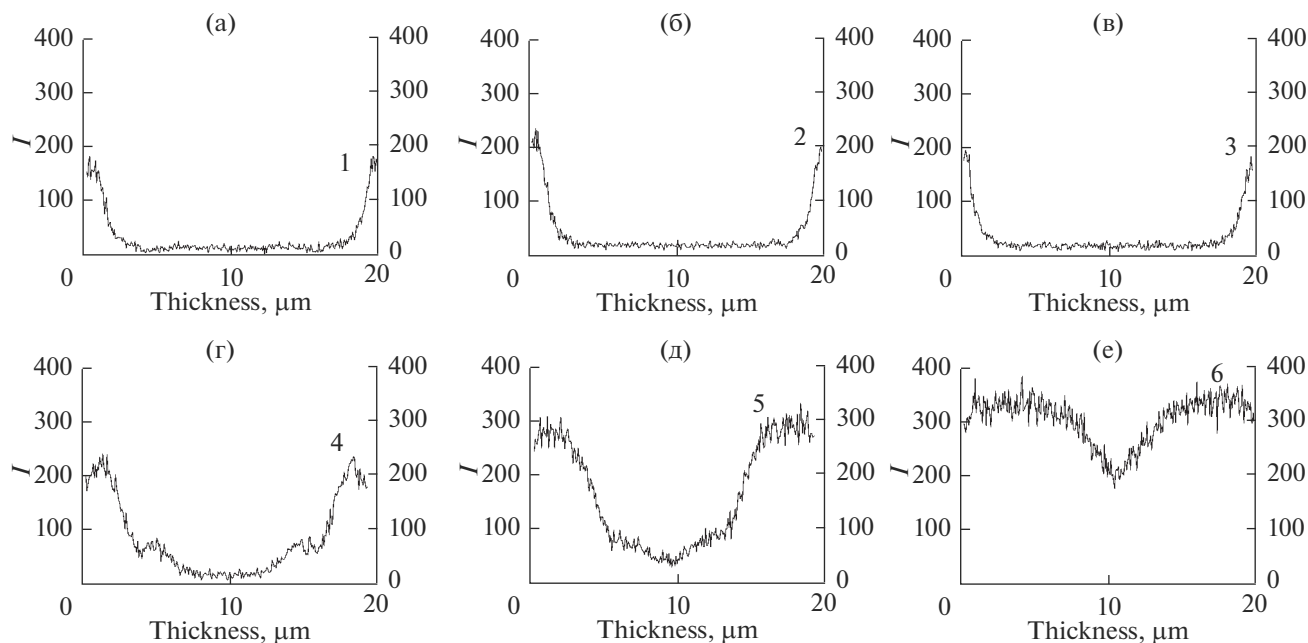 (а) (б) (в)
400 400 400 400 400 400
300 300 300 300 300 300
200 200 200 200 200 200
100 100 100 100 100 100
0 0 0
I I I
1 2 3
0 10 20 0 10 20 0 10 20
Thickness, μm Thickness, μm Thickness, μm
(г) (д) (е)
400 400 400 400 400 400
300 300 300 300 300 300
200 200 200 200 200 200
100 100 100 100 100 100
0 0 0
I I I
4 5 6
0 10 20 0 10 20 0 10 20
Thickness, μm Thickness, μm Thickness, μm